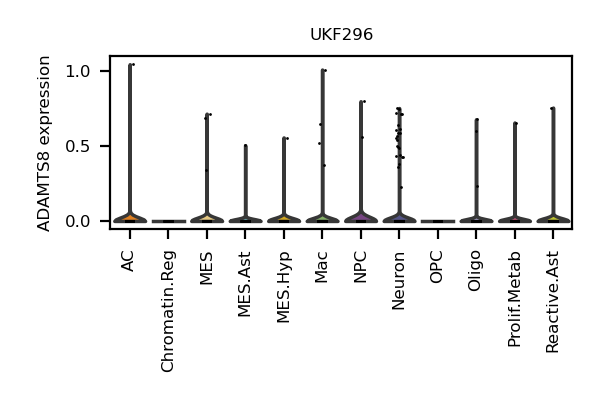 UKF296
ADAMTS8 expression
1.0
0.5
0.0
AC
Chromatin.Reg
MES
MES.Ast
MES.Hyp
Mac
NPC
Neuron
OPC
Oligo
Prolif.Metab
Reactive.Ast